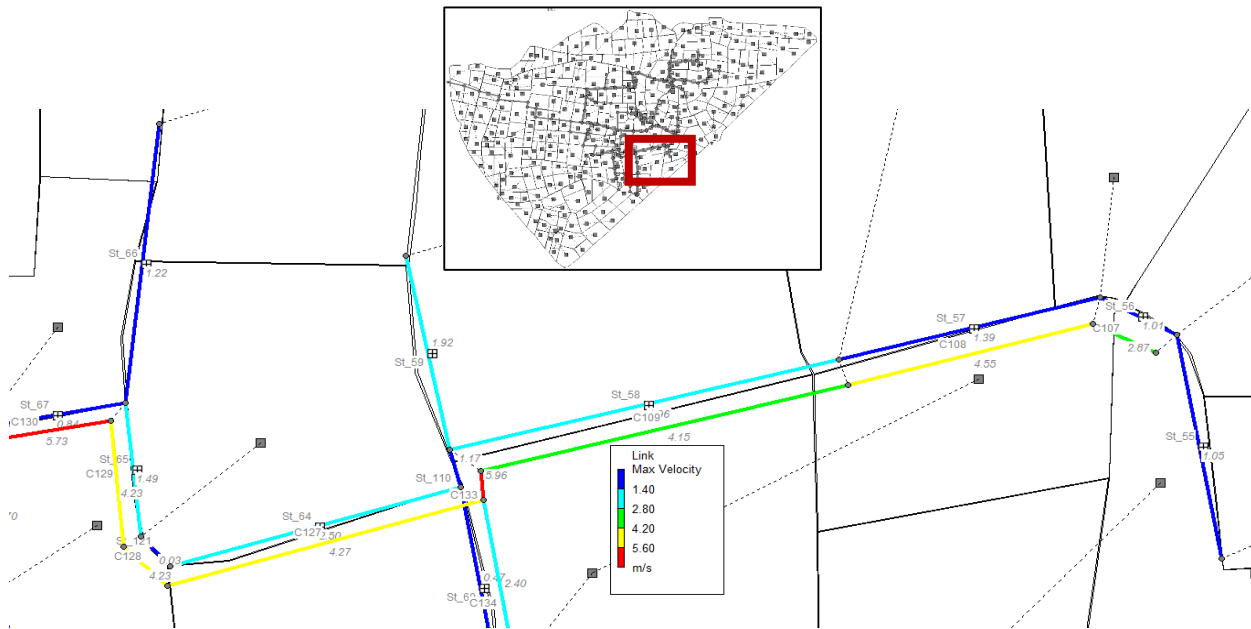 St_66
1.22
St_59
1.92
St_56
1.01
St_57
C107
1.39
C108
2.87
4.55
St_58
C109
4.15
St_67
C130
0.84
5.73
St_65
C129
1.49
4.23
1.17
5.96
St_110
C133
St_64
C127
4.27
C128
0.03
4.23
St_55
1.05
0.47
2.40
C134
Link
Max Velocity
1.40
2.80
4.20
5.60
m/s